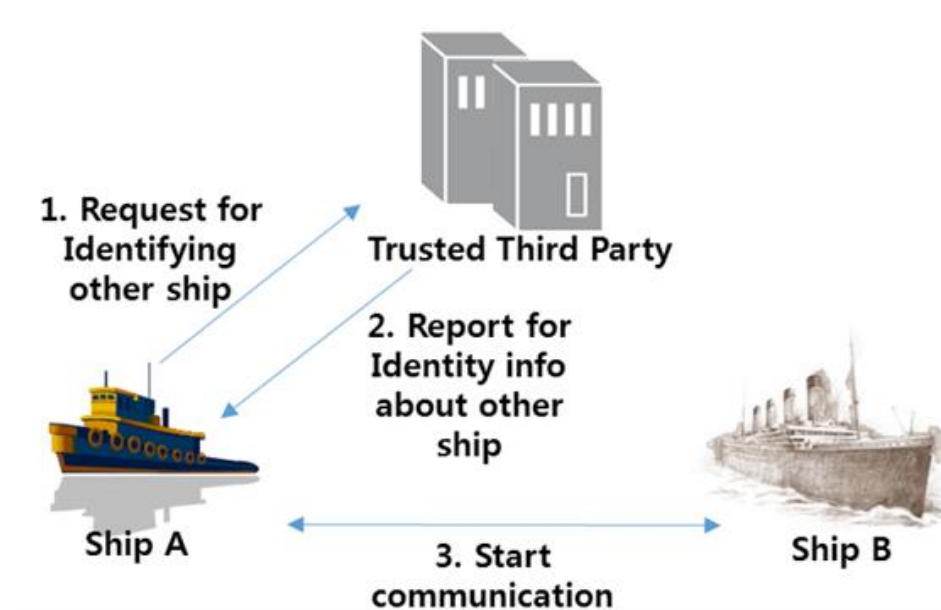 1. Request for
Identifying
other ship
Trusted Third Party
2. Report for
Identity info
about other
ship
Ship A
3. Start
communication
Ship B